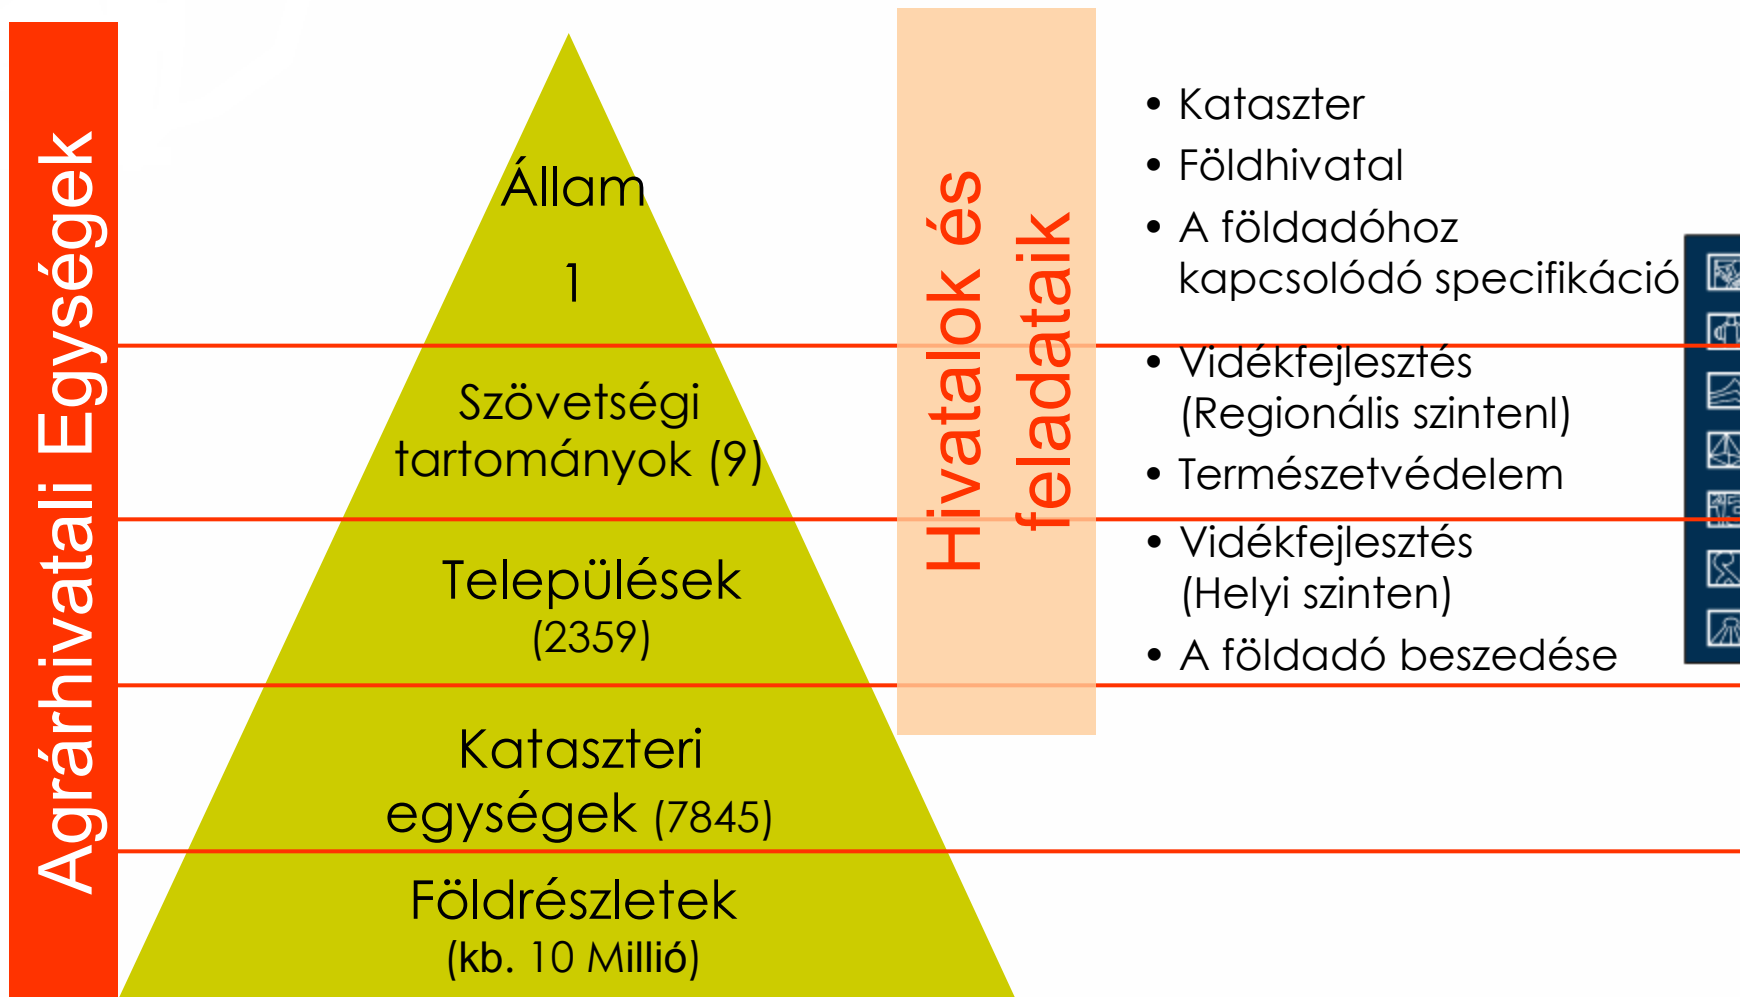 Agrárhivatali Egységek
Állam
1
Szövetségi
tartományok (9)
Települések
(2359)
Kataszteri
egységek (7845)
Földrészletek
(kb. 10 Millió)
Hivatalok és
feladataik
• Kataszter
• Földhivatal
• A földadóhoz
kapcsolódó specifikáció
• Vidékfejlesztés
(Regionális szintenl)
• Természetvédelem
• Vidékfejlesztés
(Helyi szinten)
• A földadó beszedése